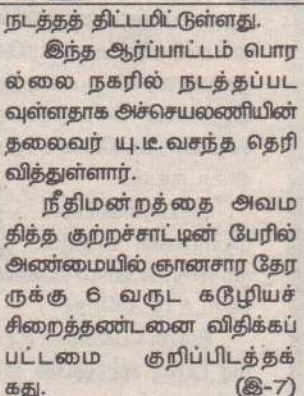 நடத்தத் திட்டமிட்டுள்ளது.
இந்த ஆர்ப்பாட்டம் பொர
ல்லை நகரில் நடத்தப்பட
வுள்ளதாக அச்செயலணியின்
தலைவர் யு.டீ.வசந்த தெரி
வித்துள்ளார்.
நீதிமன்றத்தை அவம
தித்த குற்றச்சாட்டின் பேரில்
அண்மையில் ஞானசார தேர
ருக்கு 6 வருட கடூழியச்
சிறைத்தண்டனை விதிக்கப்
பட்டமை குறிப்பிடத்தக்
கது. (இ-7)